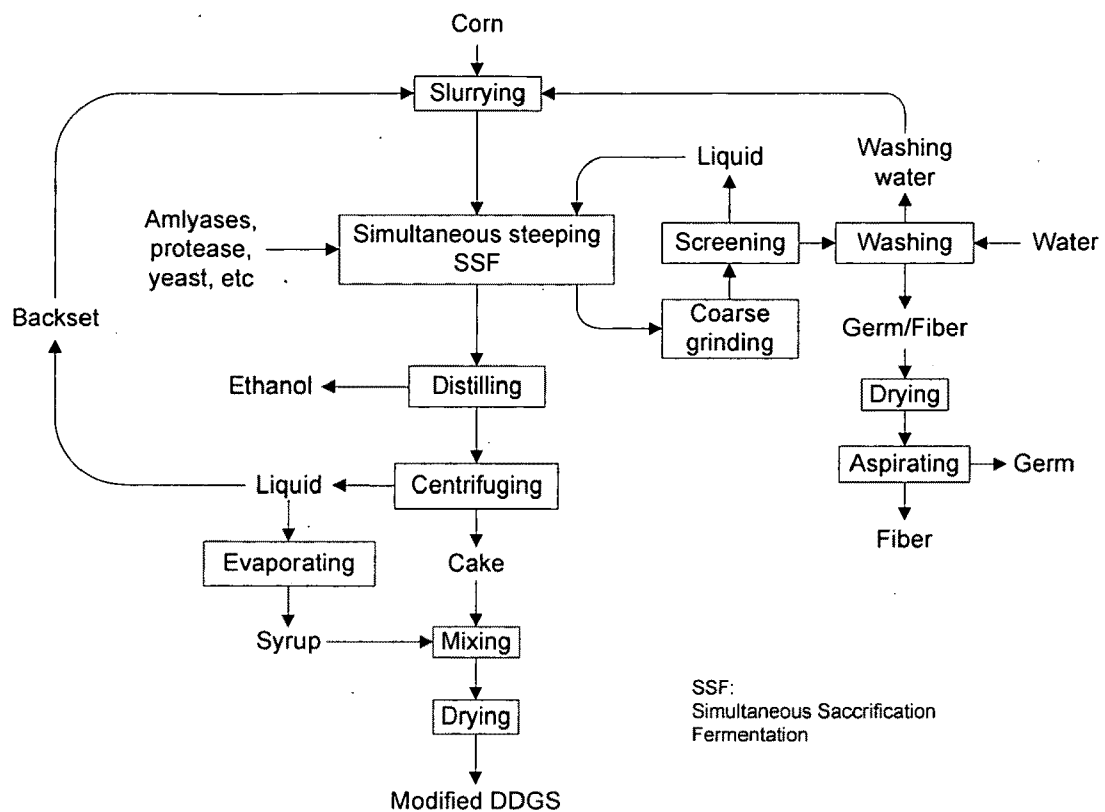 Corn
Slurrying
Liquid
Washing
water
Amlyases,
protease,
yeast, etc
Simultaneous steeping
SSF
Screening
Washing
Water
Backset
Coarse
grinding
Germ/Fiber
Ethanol
Distilling
Drying
Liquid
Centrifuging
Aspirating
Germ
Evaporating
Cake
Fiber
Syrup
Mixing
SSF:
Simultaneous Saccrification
Fermentation
Drying
Modified DDGS